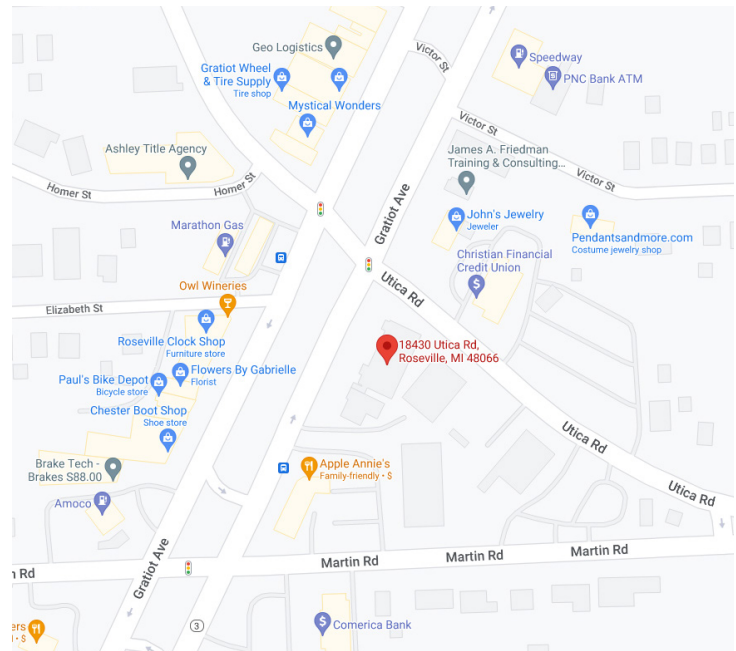 Victor St
Geo Logistics
Speedway
Gratiot Wheel
& Tire Supply
Tire shop
PNC Bank ATM
Mystical Wonders
Victor St
Ashley Title Agency
James A. Friedman
Training & Consulting...
Homer St
Homer St
Victor St
Gratiot Ave
John's Jewelry
Jeweler
Marathon Gas
Pendantsandmore.com
Costume jewelry shop
Christian Financial
Credit Union
Utica Rd
Owl Wineries
Elizabeth St
Roseville Clock Shop
Furniture store
18430 Utica Rd,
Roseville, MI 48066
Flowers By Gabrielle
Florist
Paul's Bike Depot
Bicycle store
Chester Boot Shop
Shoe store
Utica Rd
Brake Tech -
Brakes S88.00
Apple Annie's
Family-friendly • $
Utica Rd
Amoco
Gratiot Ave
Martin Rd
Martin Rd
Martin Rd
n Rd
3
Comerica Bank
ers
l • $